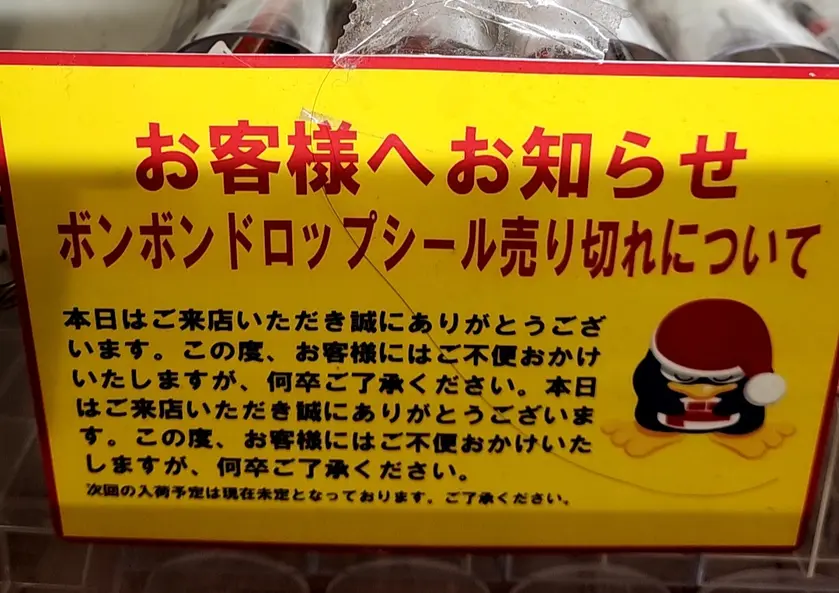 お客様へお知らせ
ボンボンドロップシール売り切れについて
本日はご来店いただき誠にありがとうござ
います。この度、お客様にはご不便おかけ
いたしますが、何卒ご了承ください。本日
はご来店いただき誠にありがとうございま
す。この度、お客様にはご不便おかけいた
しますが、何卒ご了承ください。
次回の入荷予定は現在未定となっております。ご了承ください。